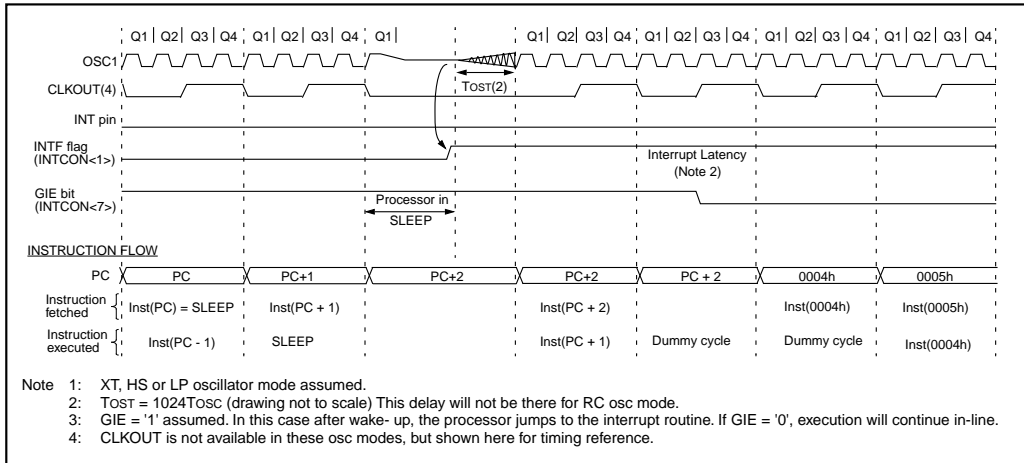 Q1 Q2 Q3 Q4 Q1 Q2 Q3 Q4 Q1 Q1 Q2 Q3 Q4 Q1 Q2 Q3 Q4 Q1 Q2 Q3 Q4 Q1 Q2 Q3 Q4
OSC1
TOST(2)
CLKOUT(4)
INT pin
INTF flag
(INTCON<1>)
Interrupt Latency
(Note 2)
GIE bit
(INTCON<7>)
Processor in
SLEEP
INSTRUCTION FLOW
PC PC PC+1 PC+2 PC+2 PC + 2 0004h 0005h
Instruction
fetched
Inst(PC) = SLEEP Inst(PC + 1) Inst(PC + 2) Inst(0004h) Inst(0005h)
Instruction
executed
Inst(PC - 1) SLEEP Inst(PC + 1) Dummy cycle Dummy cycle Inst(0004h)
Note 1: XT, HS or LP oscillator mode assumed.
2: TOST = 1024TOSC (drawing not to scale) This delay will not be there for RC osc mode.
3: GIE = '1' assumed. In this case after wake- up, the processor jumps to the interrupt routine. If GIE = '0', execution will continue in-line.
4: CLKOUT is not available in these osc modes, but shown here for timing reference.